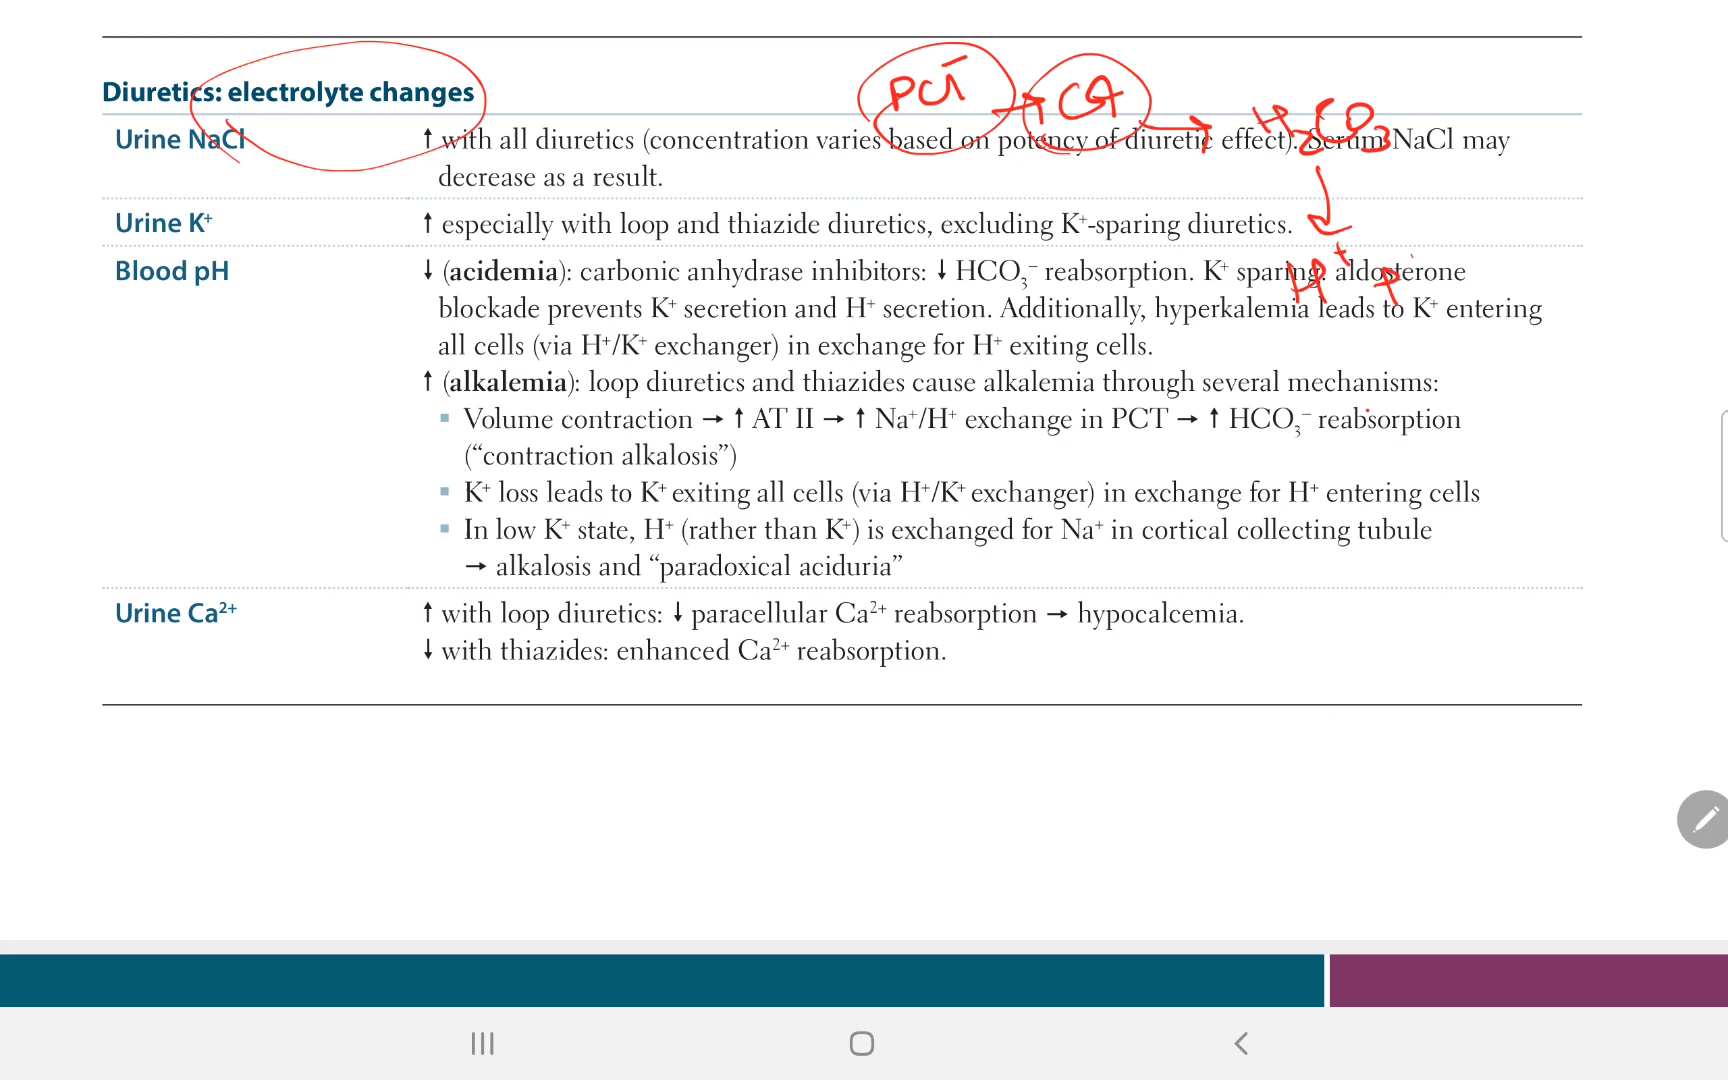 Diuretics: electrolyte changes
PCT → CA → H₂CO₃
Urine NaCl ↑ with all diuretics (concentration varies based on potency of diuretic effect). Serum NaCl may
decrease as a result.
Urine K⁺ ↑ especially with loop and thiazide diuretics, excluding K⁺-sparing diuretics.
H⁺ +
Blood pH ↓ (acidemia): carbonic anhydrase inhibitors: ↓ HCO₃⁻ reabsorption. K⁺ sparing: aldosterone
blockade prevents K⁺ secretion and H⁺ secretion. Additionally, hyperkalemia leads to K⁺ entering
all cells (via H⁺/K⁺ exchanger) in exchange for H⁺ exiting cells.
↑ (alkalemia): loop diuretics and thiazides cause alkalemia through several mechanisms:
▪ Volume contraction → ↑ AT II → ↑ Na⁺/H⁺ exchange in PCT → ↑ HCO₃⁻ reabsorption
(“contraction alkalosis”)
▪ K⁺ loss leads to K⁺ exiting all cells (via H⁺/K⁺ exchanger) in exchange for H⁺ entering cells
▪ In low K⁺ state, H⁺ (rather than K⁺) is exchanged for Na⁺ in cortical collecting tubule
→ alkalosis and “paradoxical aciduria”
Urine Ca²⁺ ↑ with loop diuretics: ↓ paracellular Ca²⁺ reabsorption → hypocalcemia.
↓ with thiazides: enhanced Ca²⁺ reabsorption.